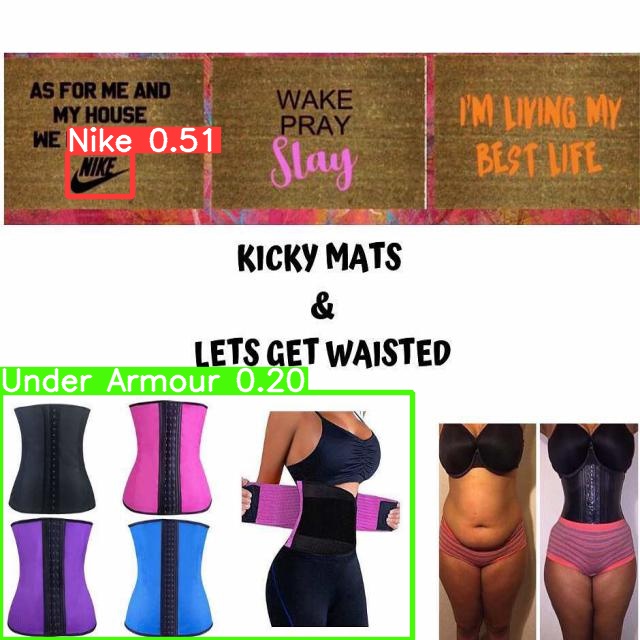 AS FOR ME AND
MY HOUSE
WE
Nike 0.51
NIKE
WAKE
PRAY
Slay
I'M LIVING MY
BEST LIFE
KICKY MATS
&
LETS GET WAISTED
Under Armour 0.20